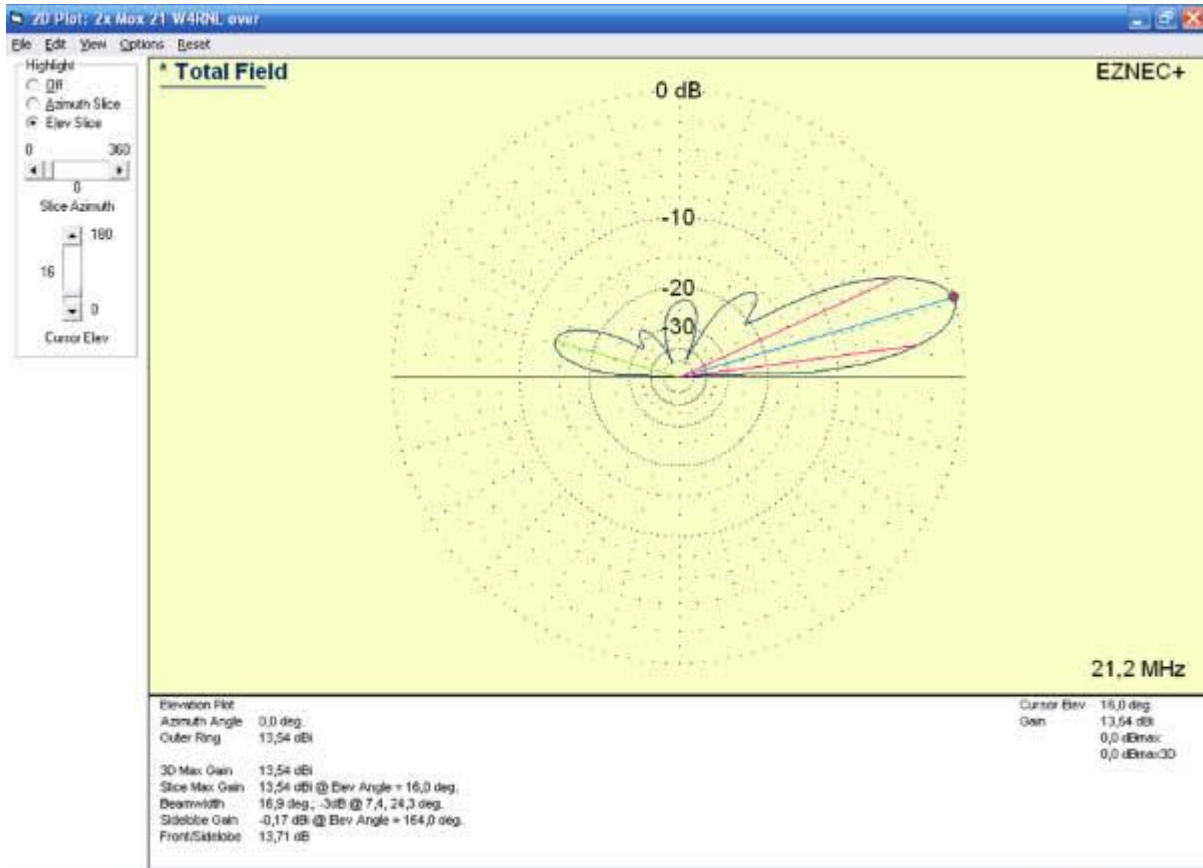 2D Plot: 2x Mox 21 W4RNL over
File Edit View Options Reset
Highlight
Off
Azimuth Slice
Elev Slice
0 360
0
Slice Azimuth
180
16
0
Cursor Elev
* Total Field
EZNEC+
0 dB
-10
-20
-30
21,2 MHz
Elevation Plot
Azimuth Angle 0,0 deg.
Outer Ring 13,54 dBi
3D Max Gain 13,54 dBi
Slice Max Gain 13,54 dBi @ Elev Angle = 16,0 deg.
Beamwidth 16,9 deg.; -3dB @ 7,4, 24,3 deg.
Sidelobe Gain -0,17 dBi @ Elev Angle = 164,0 deg.
Front/Sidelobe 13,71 dB
Cursor Elev 16,0 deg.
Gain 13,54 dBi
0,0 dBmax
0,0 dBmax3D